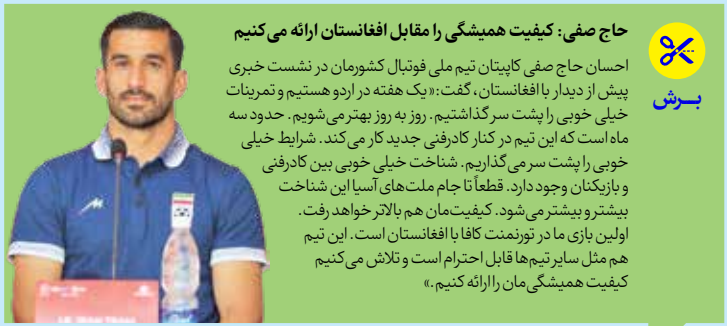 حاج صفی: کیفیت همیشگی را مقابل افغانستان ارائه می‌کنیم
برش
احسان حاج صفی کاپیتان تیم ملی فوتبال کشورمان در نشست خبری
پیش از دیدار با افغانستان، گفت: «یک هفته در اردو هستیم و تمرینات
خیلی خوبی را پشت سر گذاشتیم. روز به روز بهتر می‌شویم. حدود سه
ماه است که این تیم در کنار کادرفنی جدید کار می‌کند. شرایط خیلی
خوبی را پشت سر می‌گذاریم. شناخت خیلی خوبی بین کادرفنی
و بازیکنان وجود دارد. قطعاً تا جام ملت‌های آسیا این شناخت
بیشتر و بیشتر می‌شود. کیفیت‌مان هم بالاتر خواهد رفت.
اولین بازی ما در تورنمنت کافا با افغانستان است. این تیم
هم مثل سایر تیم‌ها قابل احترام است و تلاش می‌کنیم
کیفیت همیشگی‌مان را ارائه کنیم.»